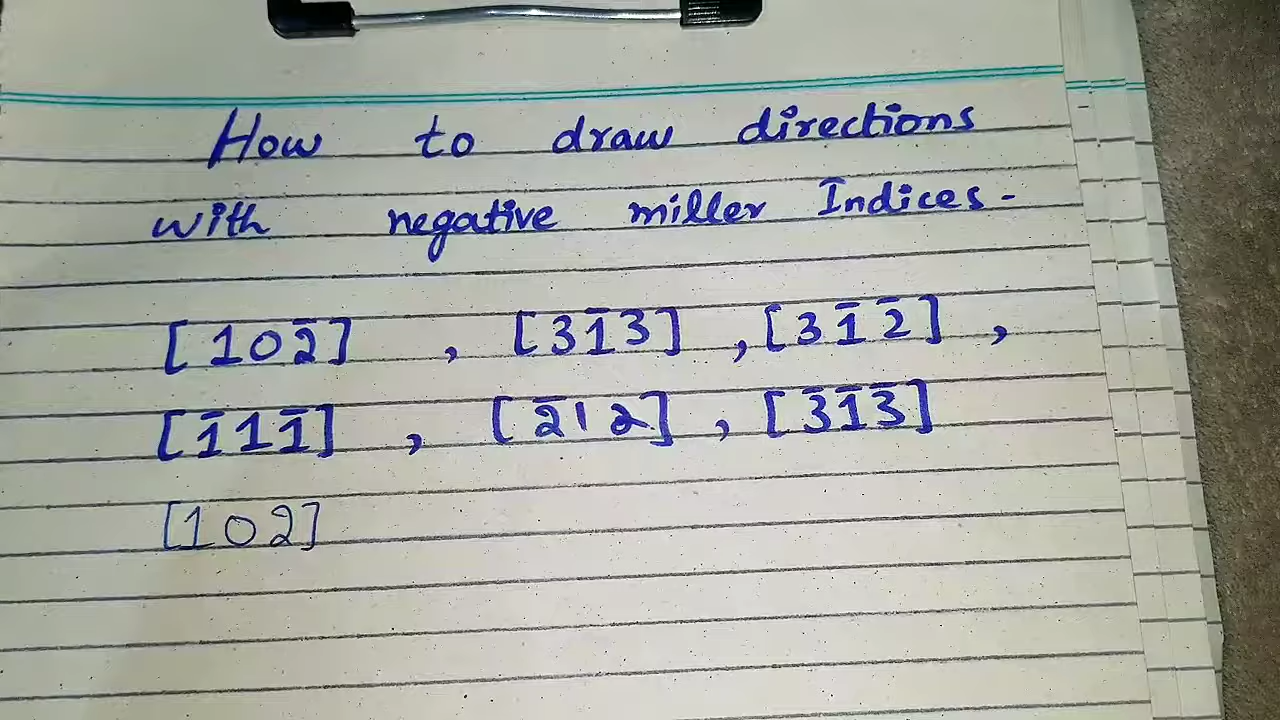 How to draw directions
with negative miller Indices-
[1 0 2̄] , [3 1̄ 3] , [3 1̄ 2̄] ,
[1̄ 1 1̄] , [2̄ 1 2] , [3̄ 1̄ 3̄]
[1 0 2]